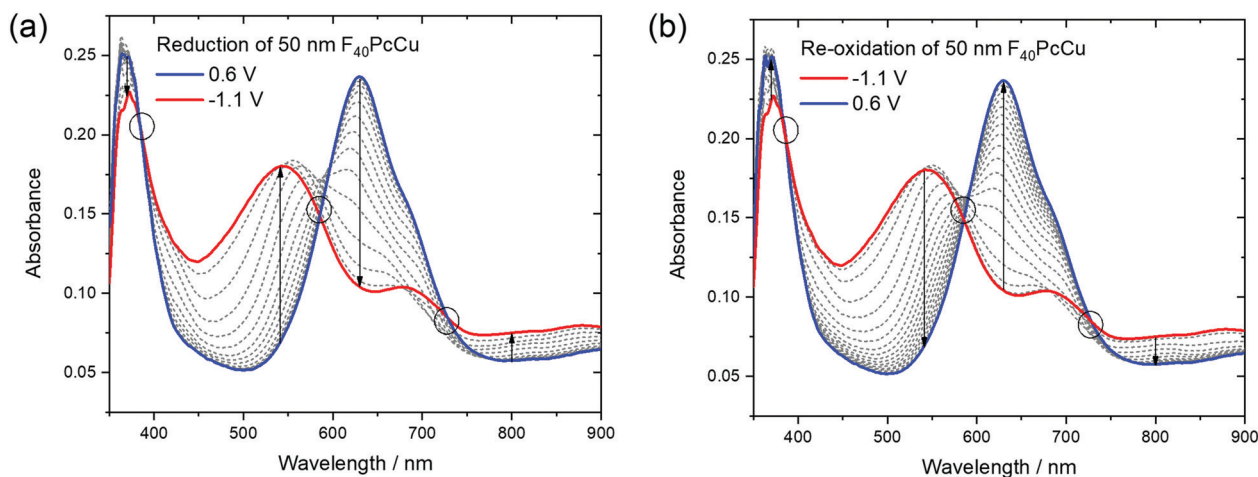 (a)
Reduction of 50 nm F₄₀PcCu
0.6 V
-1.1 V
0.25
0.20
0.15
0.10
0.05
Absorbance
400 500 600 700 800 900
Wavelength / nm
(b)
Re-oxidation of 50 nm F₄₀PcCu
-1.1 V
0.6 V
0.25
0.20
0.15
0.10
0.05
Absorbance
400 500 600 700 800 900
Wavelength / nm